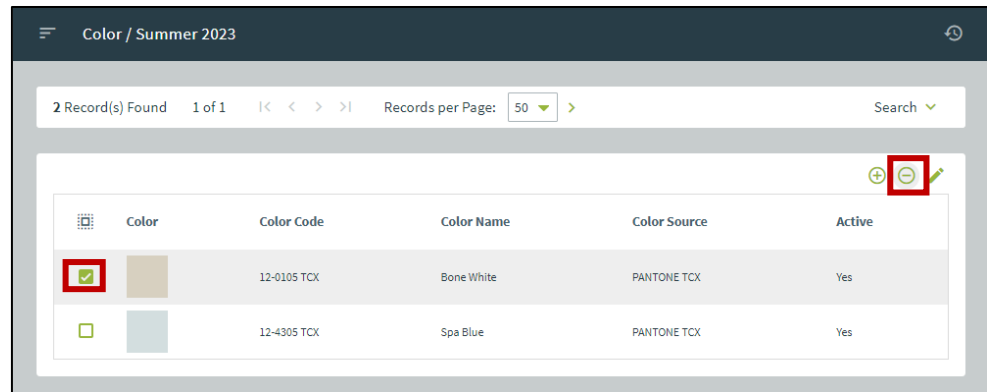 Color / Summer 2023
2 Record(s) Found 1 of 1 Records per Page: 50 Search
Color Color Code Color Name Color Source Active
12-0105 TCX Bone White PANTONE TCX Yes
12-4305 TCX Spa Blue PANTONE TCX Yes